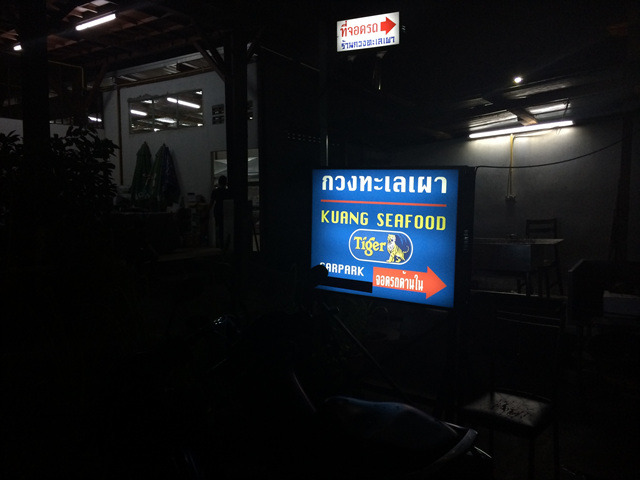 ที่จอดรถ
ร้านกวงทะเลเผา
กวงทะเลเผา
KUANG SEAFOOD
Tiger
CARPARK
จอดรถด้านใน